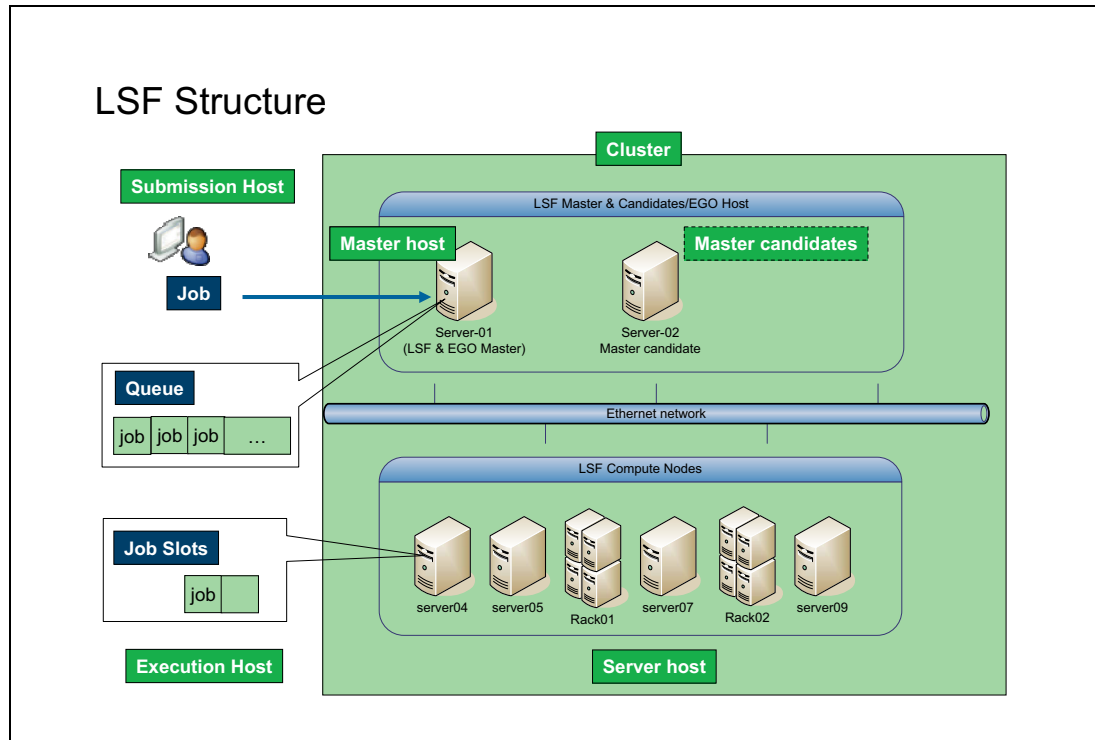 LSF Structure
Cluster
Submission Host
LSF Master & Candidates/EGO Host
Master host
Master candidates
Job
Server-01
(LSF & EGO Master)
Server-02
Master candidate
Queue
job job job …
Ethernet network
LSF Compute Nodes
Job Slots
job
server04
server05
Rack01
server07
Rack02
server09
Execution Host
Server host